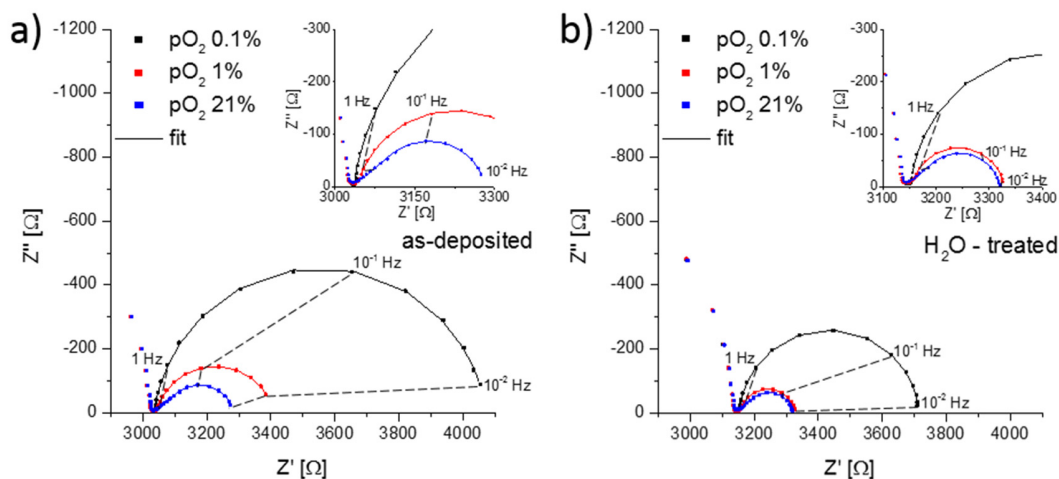 a)
pO₂ 0.1%
pO₂ 1%
pO₂ 21%
fit
-1200
-1000
-800
-600
-400
-200
0
3000 3200 3400 3600 3800 4000
Z'' [Ω]
Z' [Ω]
-300
-200
-100
0
3000 3150 3300
Z'' [Ω]
Z' [Ω]
1 Hz
10⁻¹ Hz
10⁻² Hz
as-deposited
10⁻¹ Hz
1 Hz
10⁻² Hz
b)
pO₂ 0.1%
pO₂ 1%
pO₂ 21%
fit
-1200
-1000
-800
-600
-400
-200
0
3000 3200 3400 3600 3800 4000
Z'' [Ω]
Z' [Ω]
-300
-200
-100
0
3100 3200 3300 3400
Z'' [Ω]
Z' [Ω]
1 Hz
10⁻¹ Hz
10⁻² Hz
H₂O - treated
1 Hz
10⁻¹ Hz
10⁻² Hz